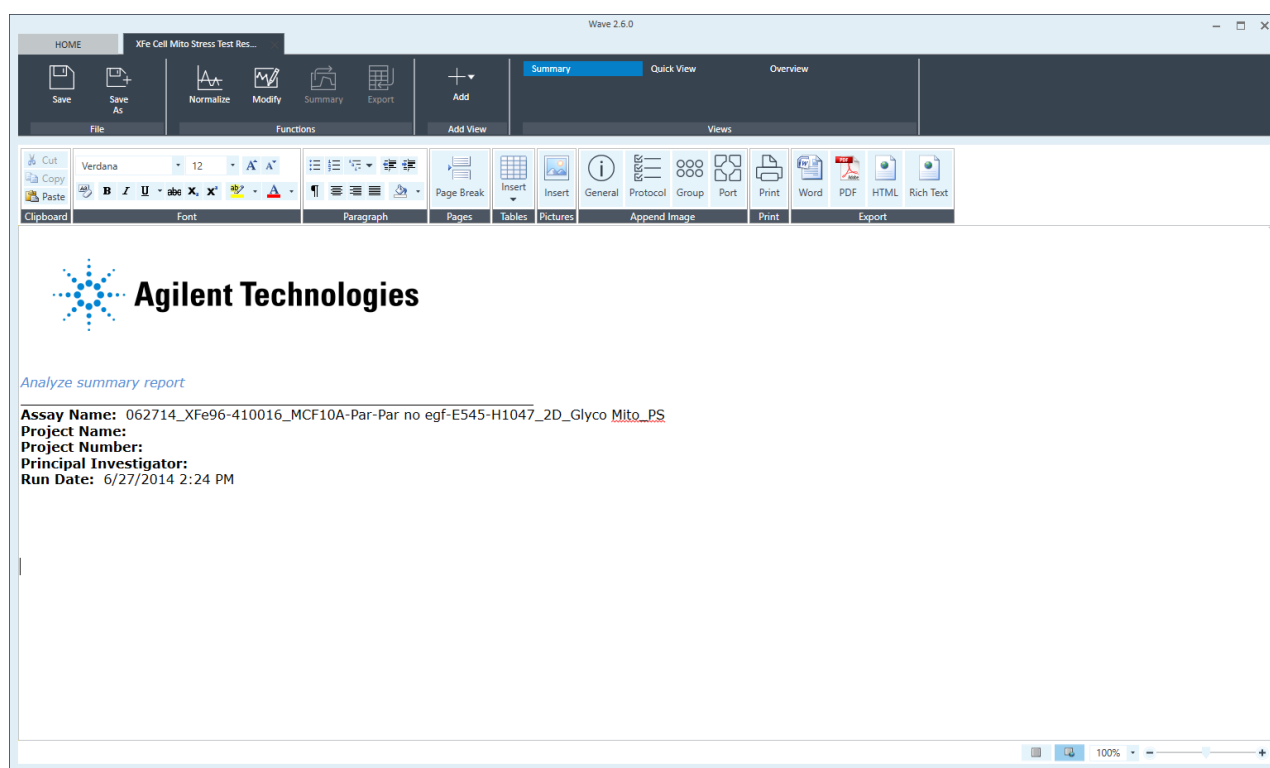 Wave 2.6.0
HOME
XFe Cell Mito Stress Test Res...
Summary
Quick View
Overview
Save
Save As
Normalize
Modify
Summary
Export
Add
File
Functions
Add View
Views
Cut
Copy
Paste
Verdana
12
Page Break
Insert
Insert
General
Protocol
Group
Port
Print
Word
PDF
HTML
Rich Text
Clipboard
Font
Paragraph
Pages
Tables
Pictures
Append Image
Print
Export
Agilent Technologies
Analyze summary report
Assay Name: 062714_XFe96-410016_MCF10A-Par-Par no egf-E545-H1047_2D_Glyco Mito_PS
Project Name:
Project Number:
Principal Investigator:
Run Date: 6/27/2014 2:24 PM
100%